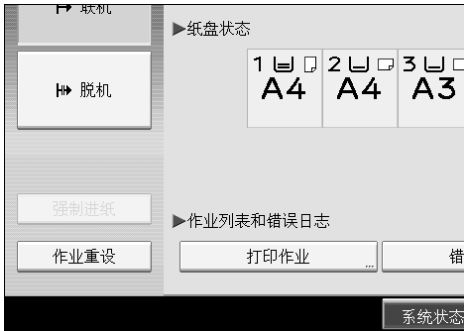 联机
▶纸盘状态
1 2 3
A4 A4 A3
脱机
强制进纸
▶作业列表和错误日志
作业重设 打印作业 ... 错
系统状态